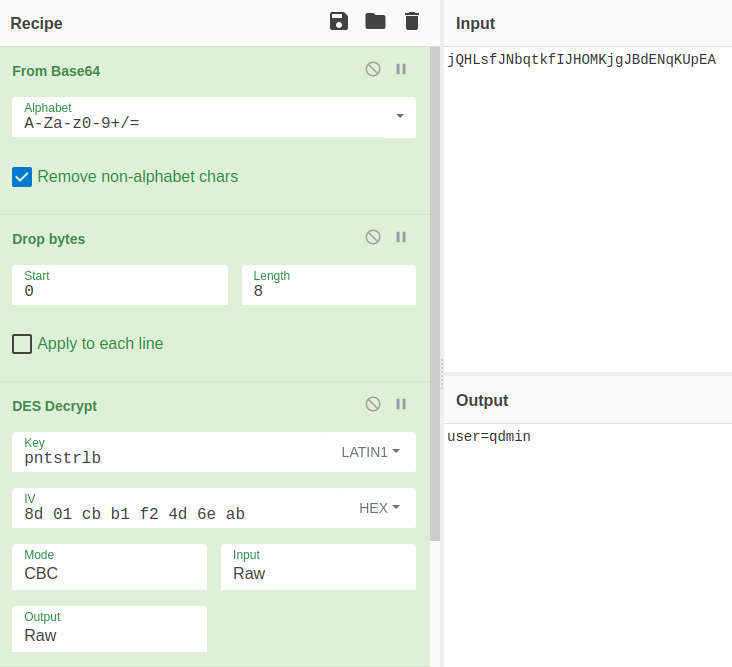 Recipe
From Base64
Alphabet
A-Za-z0-9+/=
Remove non-alphabet chars
Drop bytes
Start
0
Length
8
Apply to each line
DES Decrypt
Key
pntstrlb
LATIN1
IV
8d 01 cb b1 f2 4d 6e ab
HEX
Mode
CBC
Input
Raw
Output
Raw
Input
jQHLsfJNbqtkfIJHOMKjgJBdENqKUpEA
Output
user=qdmin